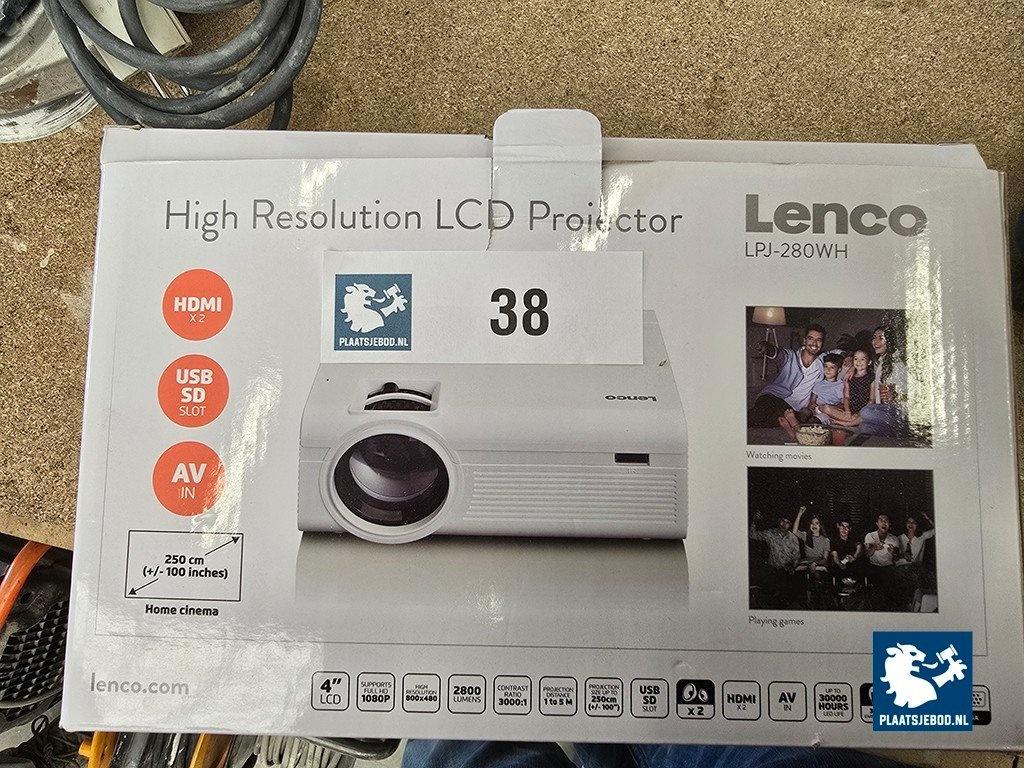 High Resolution LCD Projector
Lenco
LPJ-280WH
HDMI
X 2
USB
SD
SLOT
AV
IN
PLAATSJEBOD.NL
38
Lenco
250 cm
(+/- 100 inches)
Home cinema
Watching movies
Playing games
lenco.com
4"
LCD
SUPPORTS
FULL HD
1080P
HIGH
RESOLUTION
800x480
2800
LUMENS
CONTRAST
RATIO
3000:1
PROJECTION
DISTANCE
1 to 5 M
PROJECTION
SIZE UP TO
250cm
(+/- 100")
USB
SD
SLOT
X 2
HDMI
X 2
AV
IN
UP TO
30000
HOURS
LED LIFE
PLAATSJEBOD.NL